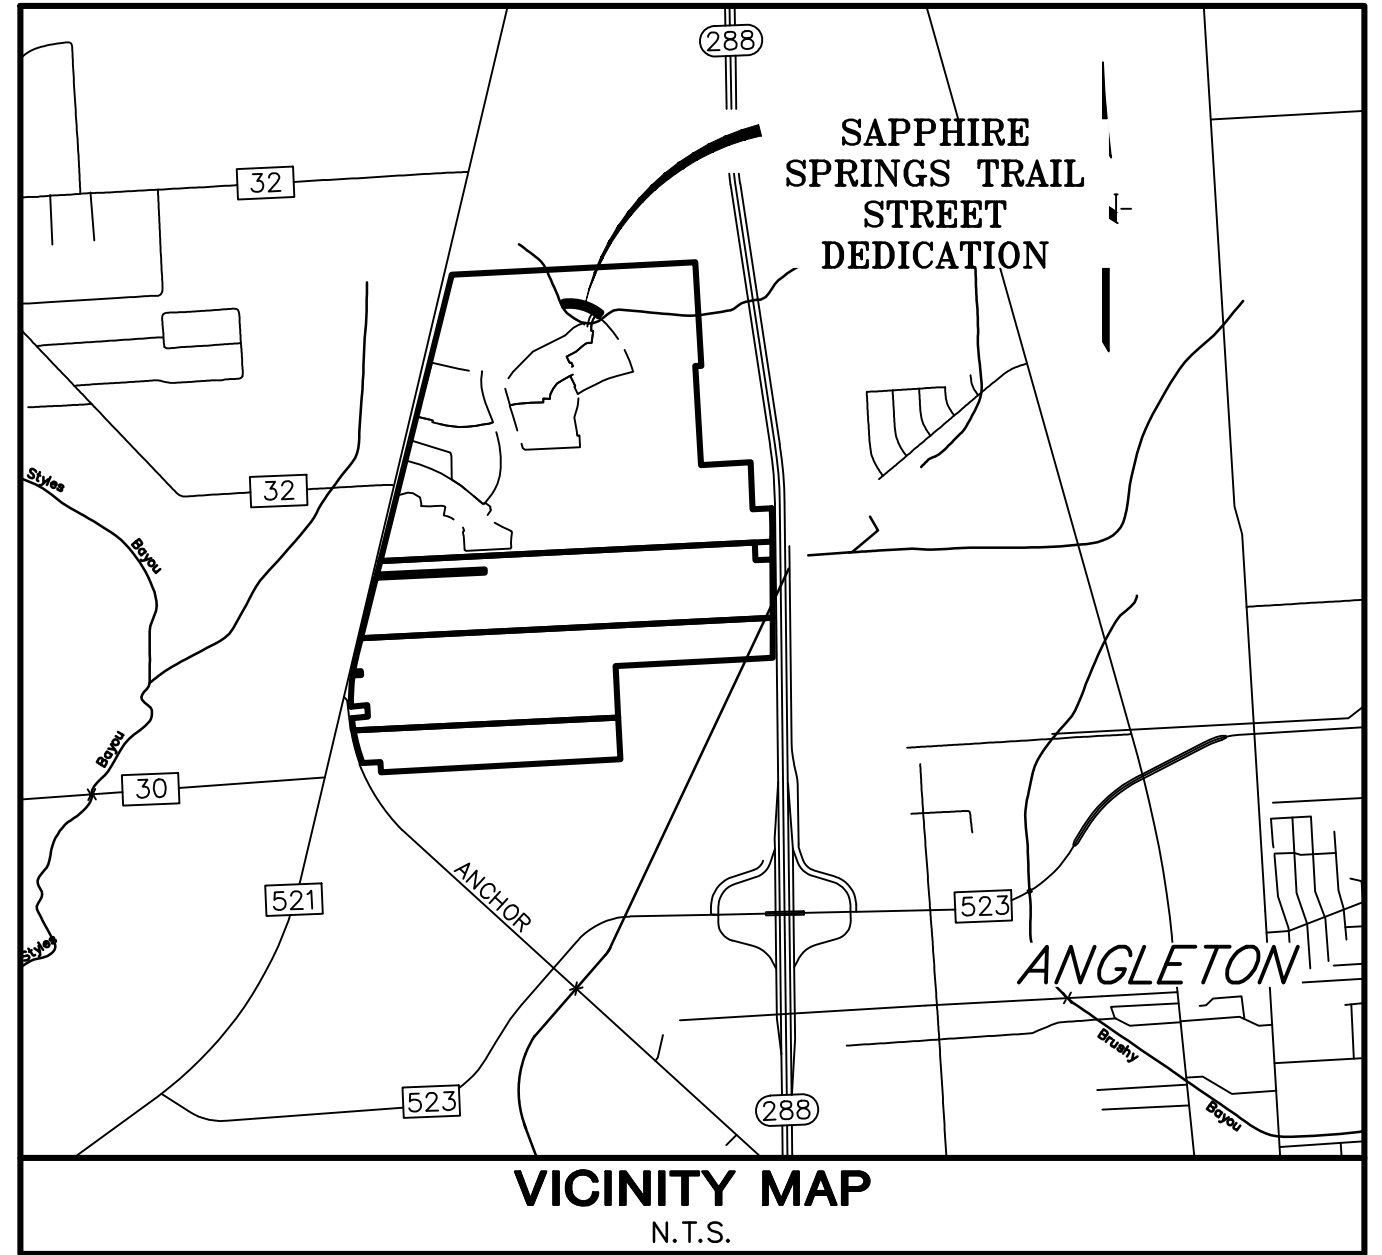 288
SAPPHIRE
SPRINGS TRAIL
STREET
DEDICATION
32
32
Styles
Bayou
Bayou
30
521
ANCHOR
523
Styles
ANGLETON
Brushy
523
288
Bayou
VICINITY MAP
N.T.S.